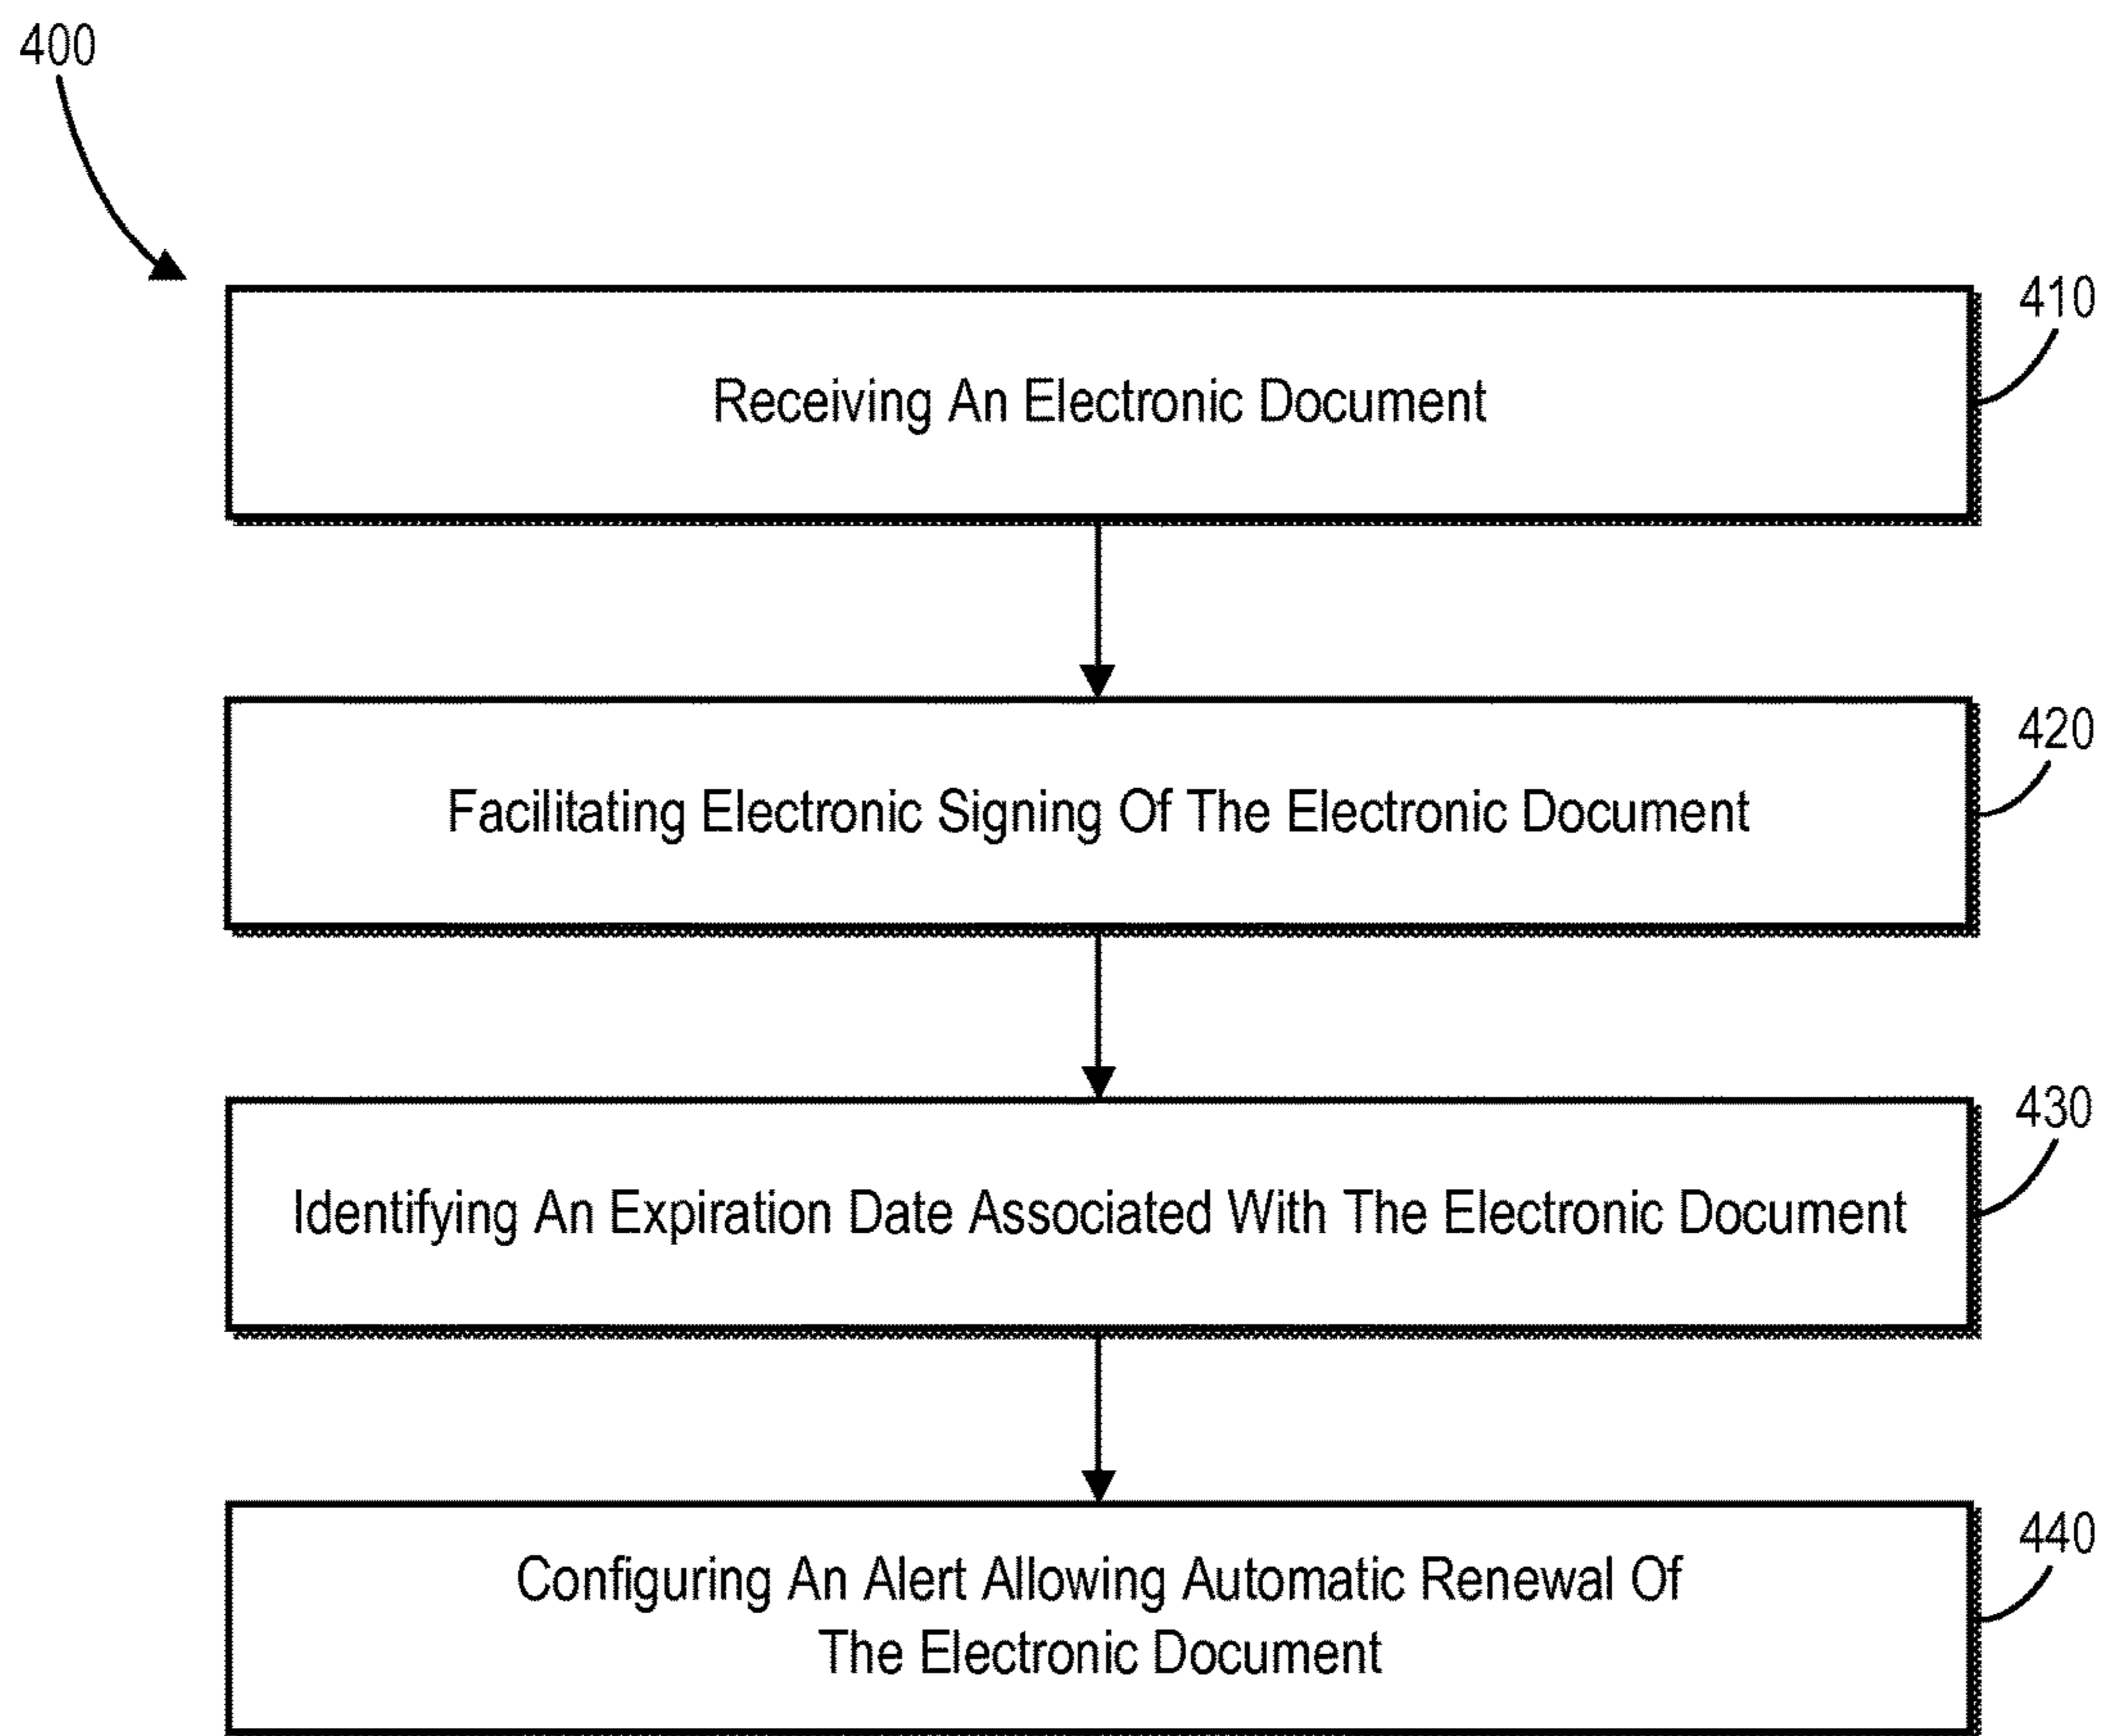 400
410
Receiving An Electronic Document
420
Facilitating Electronic Signing Of The Electronic Document
430
Identifying An Expiration Date Associated With The Electronic Document
440
Configuring An Alert Allowing Automatic Renewal Of
The Electronic Document